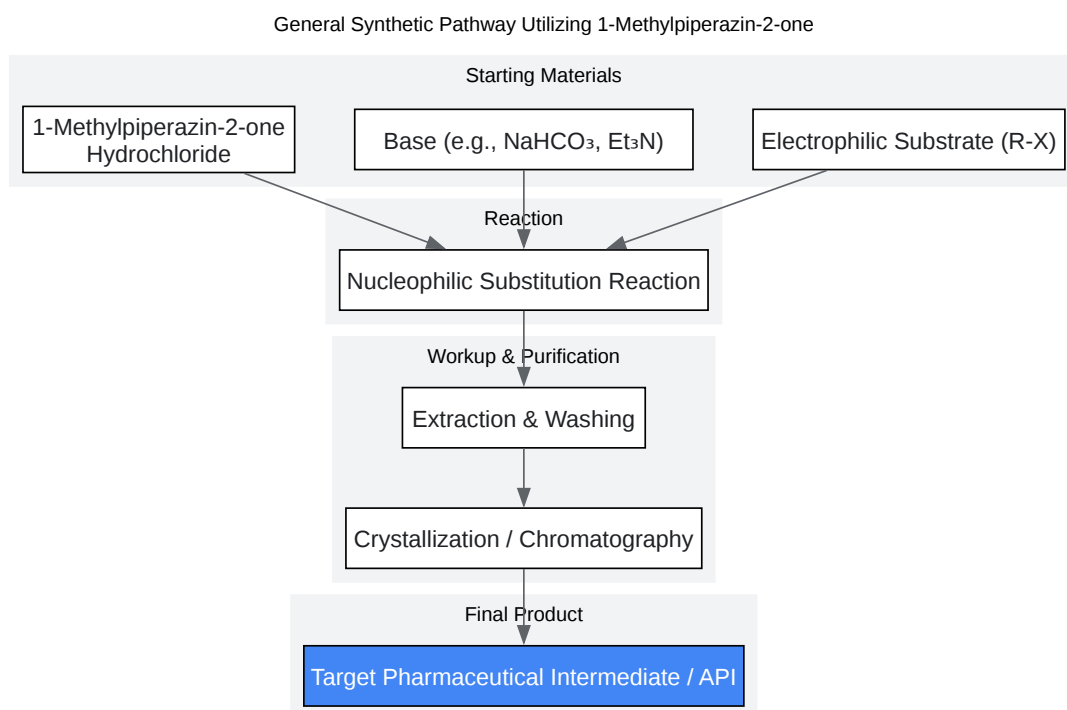 General Synthetic Pathway Utilizing 1-Methylpiperazin-2-one
Starting Materials
1-Methylpiperazin-2-one
Hydrochloride
Base (e.g., NaHCO₃, Et₃N)
Electrophilic Substrate (R-X)
Reaction
Nucleophilic Substitution Reaction
Workup & Purification
Extraction & Washing
Crystallization / Chromatography
Final Product
Target Pharmaceutical Intermediate / API